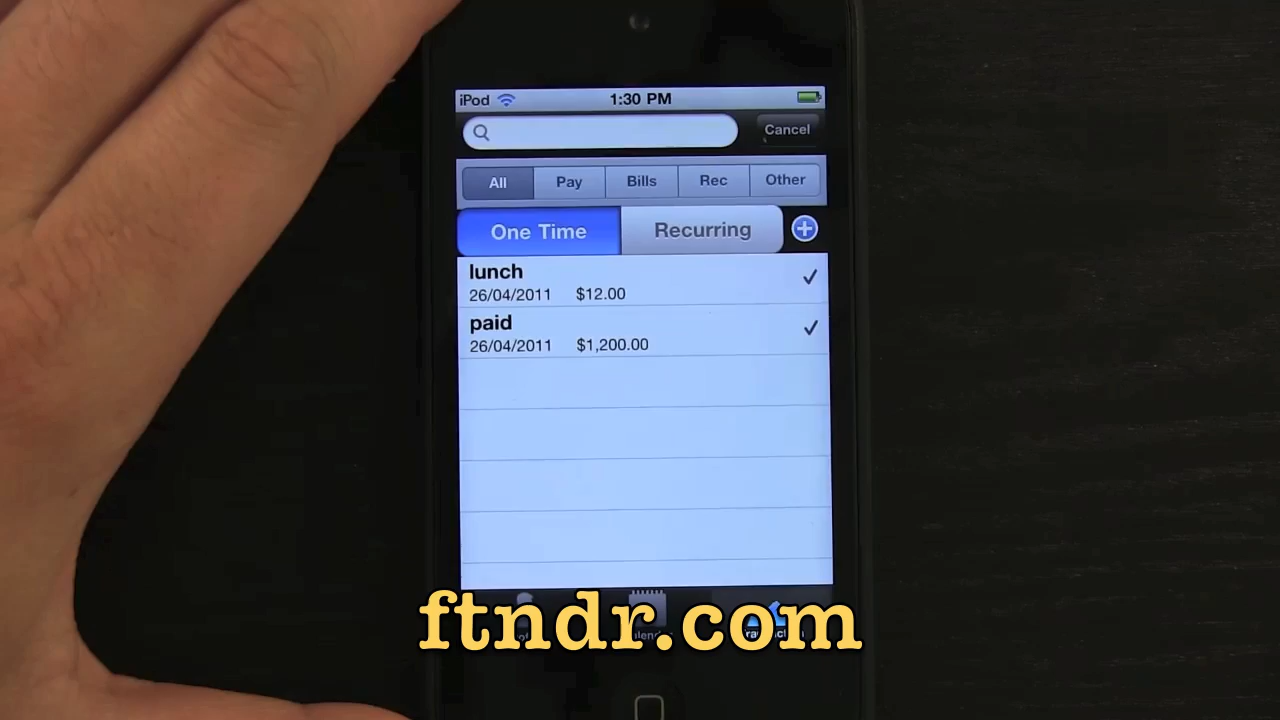 iPod 1:30 PM
Cancel
All Pay Bills Rec Other
One Time Recurring
lunch
26/04/2011 $12.00
paid
26/04/2011 $1,200.00
ftndr.com